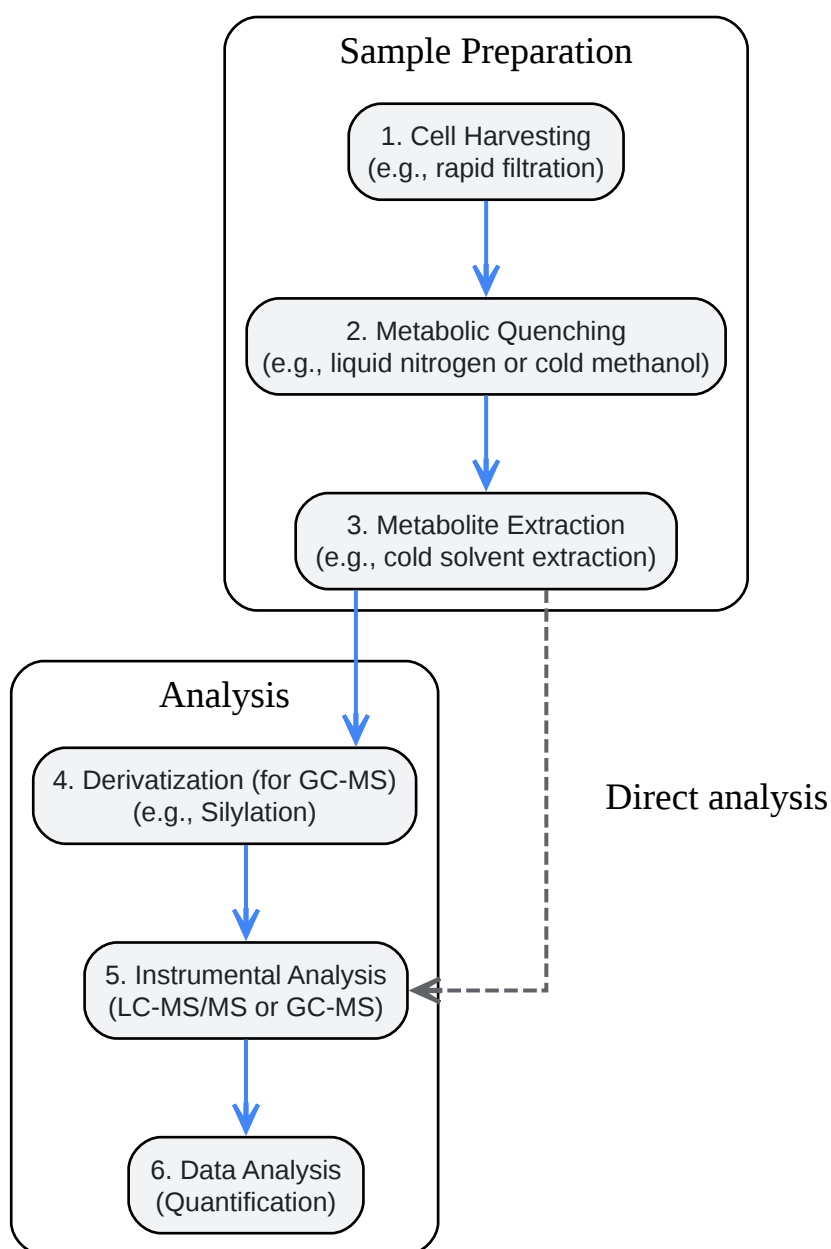 Sample Preparation
1. Cell Harvesting
(e.g., rapid filtration)
2. Metabolic Quenching
(e.g., liquid nitrogen or cold methanol)
3. Metabolite Extraction
(e.g., cold solvent extraction)
Analysis
4. Derivatization (for GC-MS)
(e.g., Silylation)
Direct analysis
5. Instrumental Analysis
(LC-MS/MS or GC-MS)
6. Data Analysis
(Quantification)